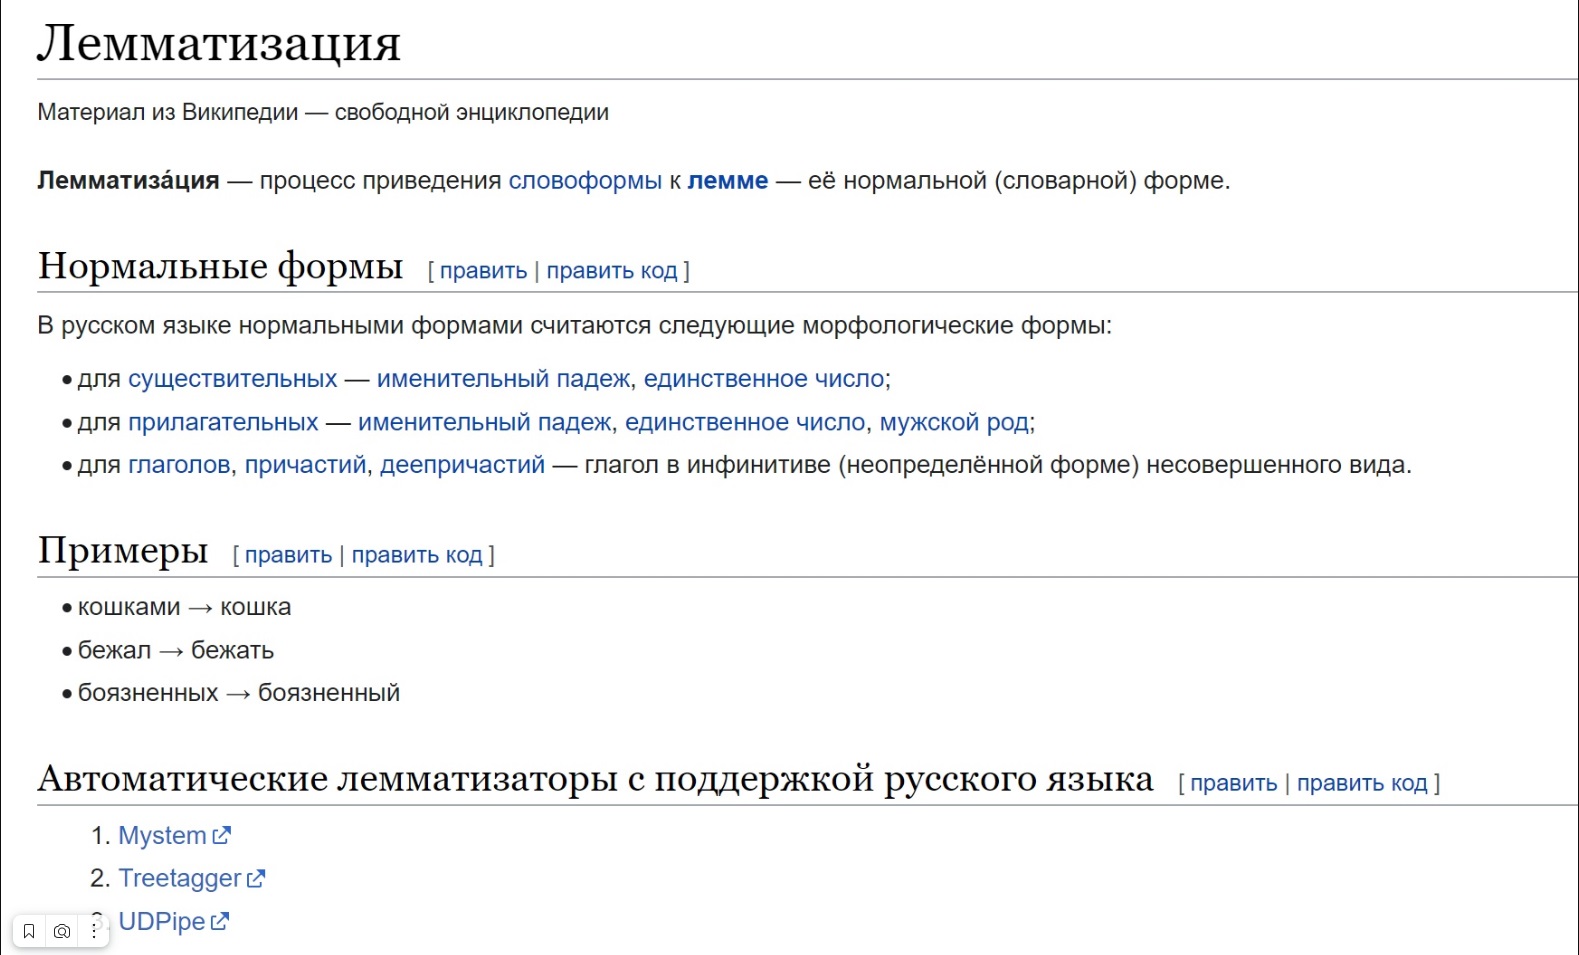 Лемматизация
Материал из Википедии — свободной энциклопедии
Лемматиза́ция — процесс приведения словоформы к лемме — её нормальной (словарной) форме.
Нормальные формы [ править | править код ]
В русском языке нормальными формами считаются следующие морфологические формы:
• для существительных — именительный падеж, единственное число;
• для прилагательных — именительный падеж, единственное число, мужской род;
• для глаголов, причастий, деепричастий — глагол в инфинитиве (неопределённой форме) несовершенного вида.
Примеры [ править | править код ]
• кошками → кошка
• бежал → бежать
• боязненных → боязненный
Автоматические лемматизаторы с поддержкой русского языка [ править | править код ]
1. Mystem
2. Treetagger
3. UDPipe